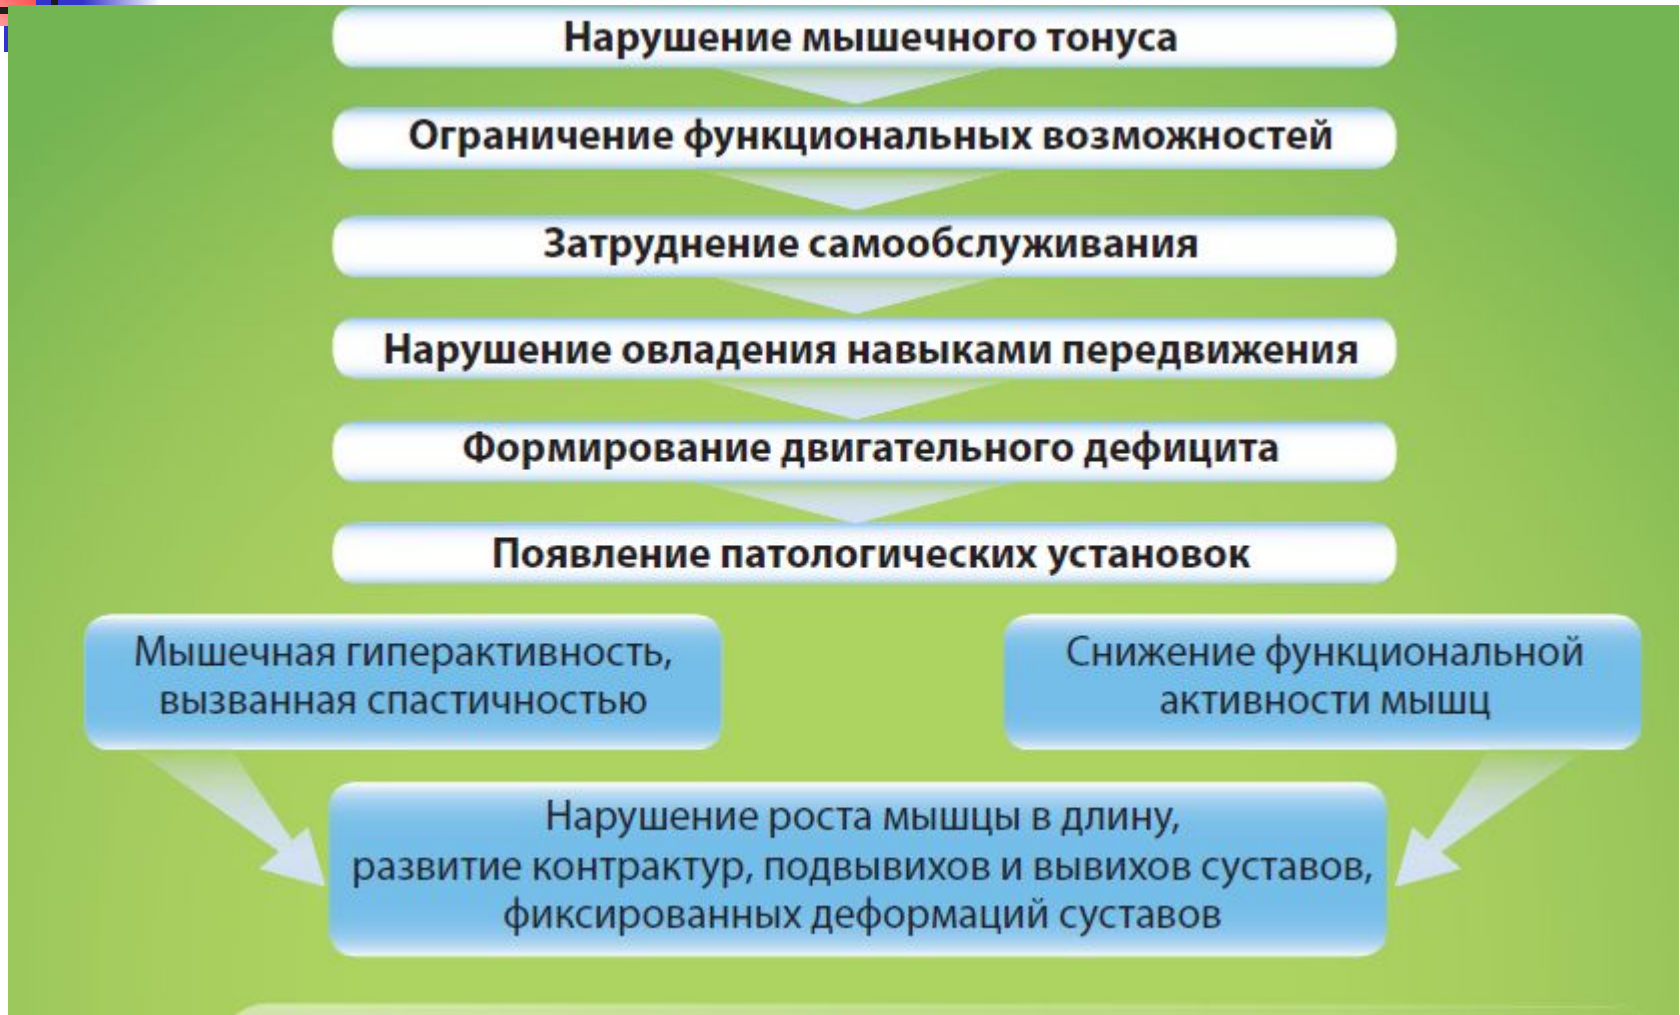 Нарушение мышечного тонуса
Ограничение функциональных возможностей
Затруднение самообслуживания
Нарушение овладения навыками передвижения
Формирование двигательного дефицита
Появление патологических установок
Мышечная гиперактивность,
вызванная спастичностью
Снижение функциональной
активности мышц
Нарушение роста мышцы в длину,
развитие контрактур, подвывихов и вывихов суставов,
фиксированных деформаций суставов